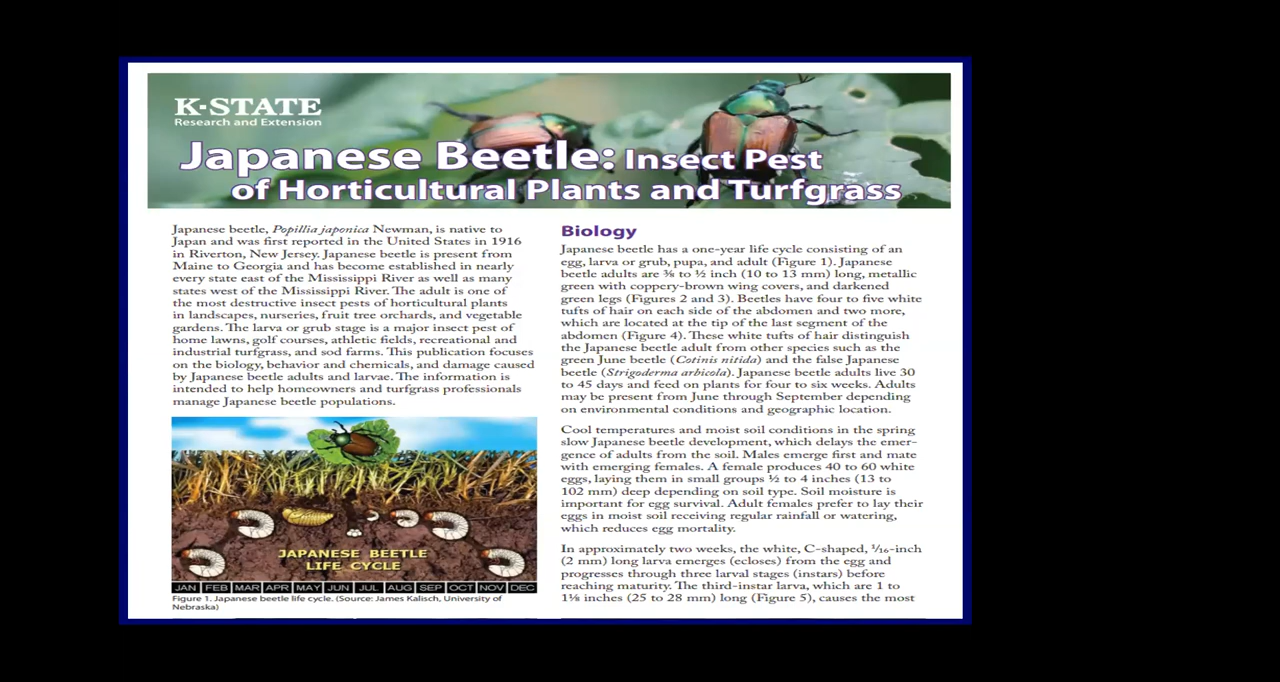 K-STATE
Research and Extension
Japanese Beetle: Insect Pest
of Horticultural Plants and Turfgrass
Japanese beetle, Popillia japonica Newman, is native to
Japan and was first reported in the United States in 1916
in Riverton, New Jersey. Japanese beetle is present from
Maine to Georgia and has become established in nearly
every state east of the Mississippi River as well as many
states west of the Mississippi River. The adult is one of
the most destructive insect pests of horticultural plants
in landscapes, nurseries, fruit tree orchards, and vegetable
gardens. The larva or grub stage is a major insect pest of
home lawns, golf courses, athletic fields, recreational and
industrial turfgrass, and sod farms. This publication focuses
on the biology, behavior and chemicals, and damage caused
by Japanese beetle adults and larvae. The information is
intended to help homeowners and turfgrass professionals
manage Japanese beetle populations.
JAPANESE BEETLE
LIFE CYCLE
JAN FEB MAR APR MAY JUN JUL AUG SEP OCT NOV DEC
Figure 1. Japanese beetle life cycle. (Source: James Kalisch, University of
Nebraska)
Biology
Japanese beetle has a one-year life cycle consisting of an
egg, larva or grub, pupa, and adult (Figure 1). Japanese
beetle adults are ⅜ to ½ inch (10 to 13 mm) long, metallic
green with coppery-brown wing covers, and darkened
green legs (Figures 2 and 3). Beetles have four to five white
tufts of hair on each side of the abdomen and two more,
which are located at the tip of the last segment of the
abdomen (Figure 4). These white tufts of hair distinguish
the Japanese beetle adult from other species such as the
green June beetle (Cotinis nitida) and the false Japanese
beetle (Strigoderma arbicola). Japanese beetle adults live 30
to 45 days and feed on plants for four to six weeks. Adults
may be present from June through September depending
on environmental conditions and geographic location.
Cool temperatures and moist soil conditions in the spring
slow Japanese beetle development, which delays the emer-
gence of adults from the soil. Males emerge first and mate
with emerging females. A female produces 40 to 60 white
eggs, laying them in small groups ½ to 4 inches (13 to
102 mm) deep depending on soil type. Soil moisture is
important for egg survival. Adult females prefer to lay their
eggs in moist soil receiving regular rainfall or watering,
which reduces egg mortality.
In approximately two weeks, the white, C-shaped, 1/16-inch
(2 mm) long larva emerges (ecloses) from the egg and
progresses through three larval stages (instars) before
reaching maturity. The third-instar larva, which are 1 to
1⅛ inches (25 to 28 mm) long (Figure 5), causes the most